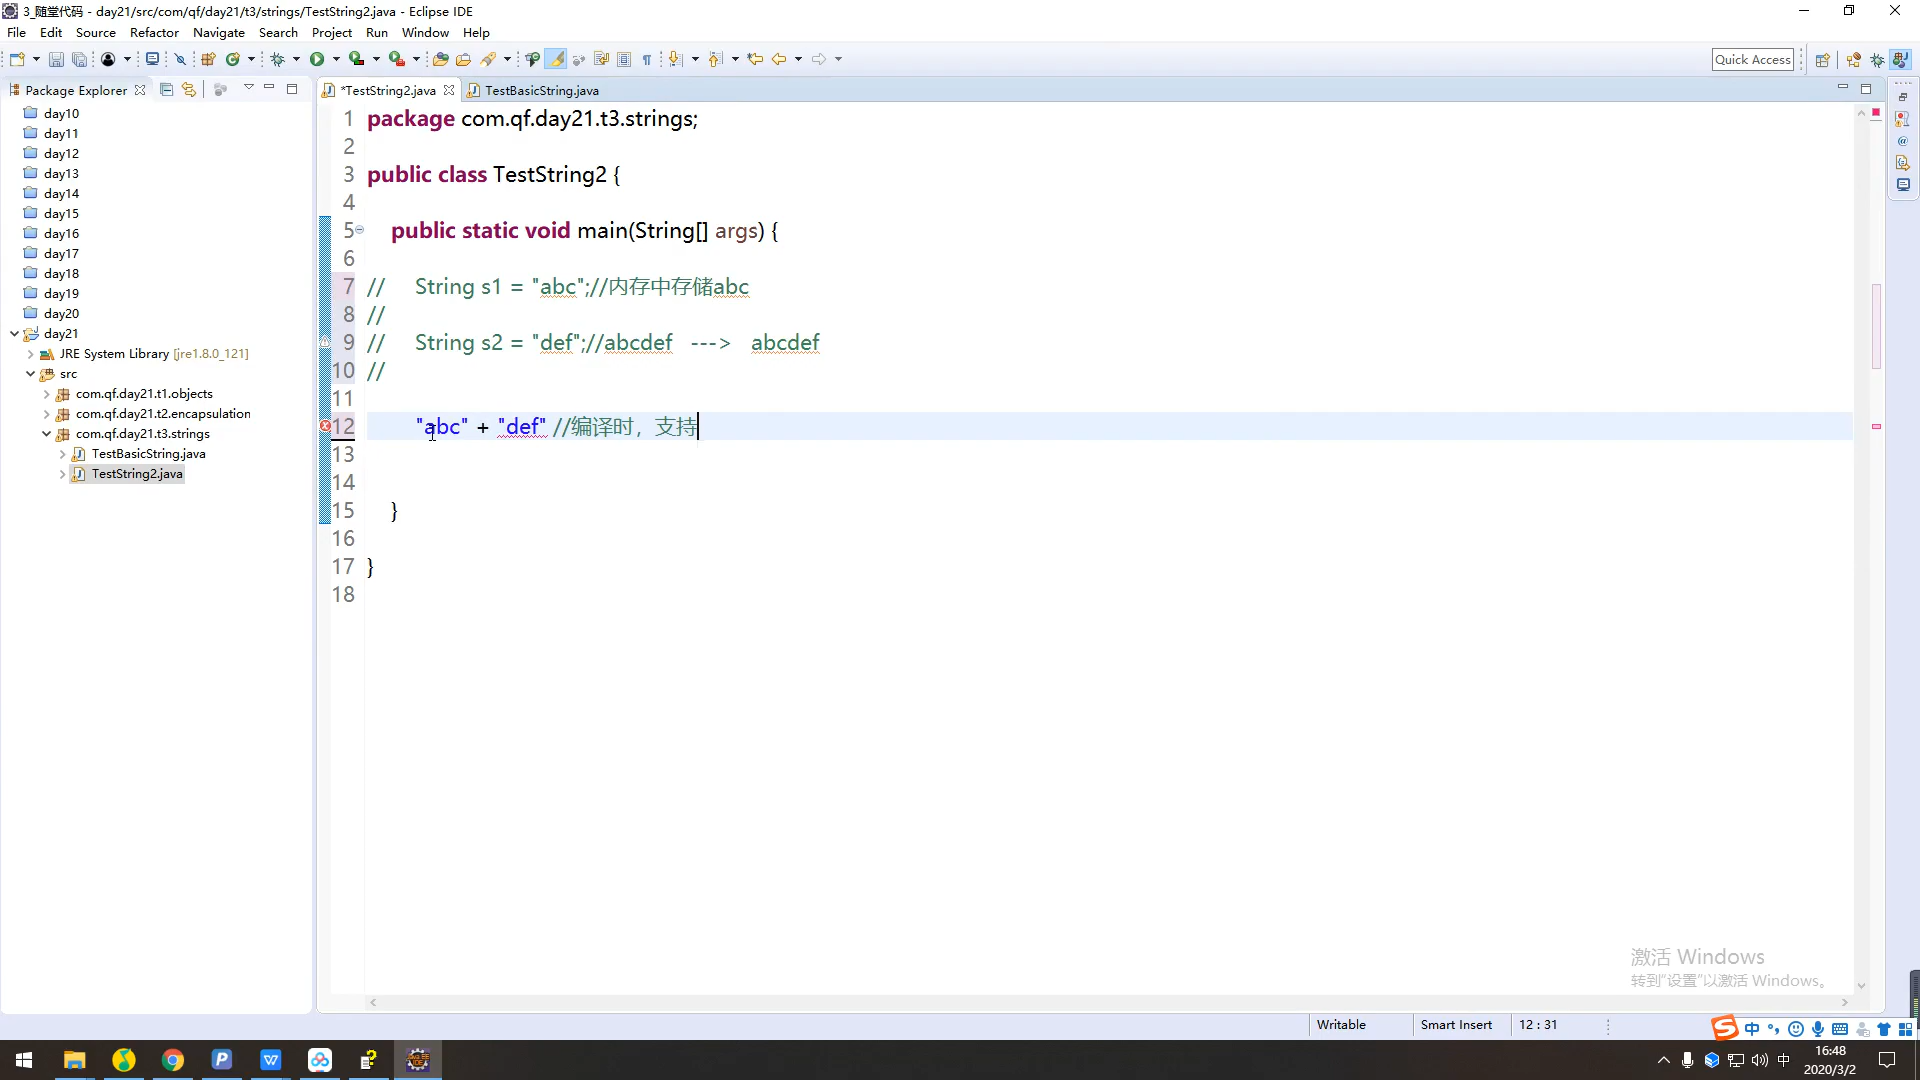 3_随堂代码 - day21/src/com/qf/day21/t3/strings/TestString2.java - Eclipse IDE
File Edit Source Refactor Navigate Search Project Run Window Help
Quick Access
Package Explorer
*TestString2.java
TestBasicString.java
day10
day11
day12
day13
day14
day15
day16
day17
day18
day19
day20
day21
JRE System Library [jre1.8.0_121]
src
com.qf.day21.t1.objects
com.qf.day21.t2.encapsulation
com.qf.day21.t3.strings
TestBasicString.java
TestString2.java
1 package com.qf.day21.t3.strings;
2
3 public class TestString2 {
4
5 public static void main(String[] args) {
6
7 // String s1 = "abc";//内存中存储abc
8 //
9 // String s2 = "def";//abcdef ---> abcdef
10 //
11
12 "abc" + "def" //编译时，支持
13
14
15 }
16
17 }
18
激活 Windows
转到“设置”以激活 Windows。
Writable Smart Insert 12 : 31
中
中
16:48
2020/3/2